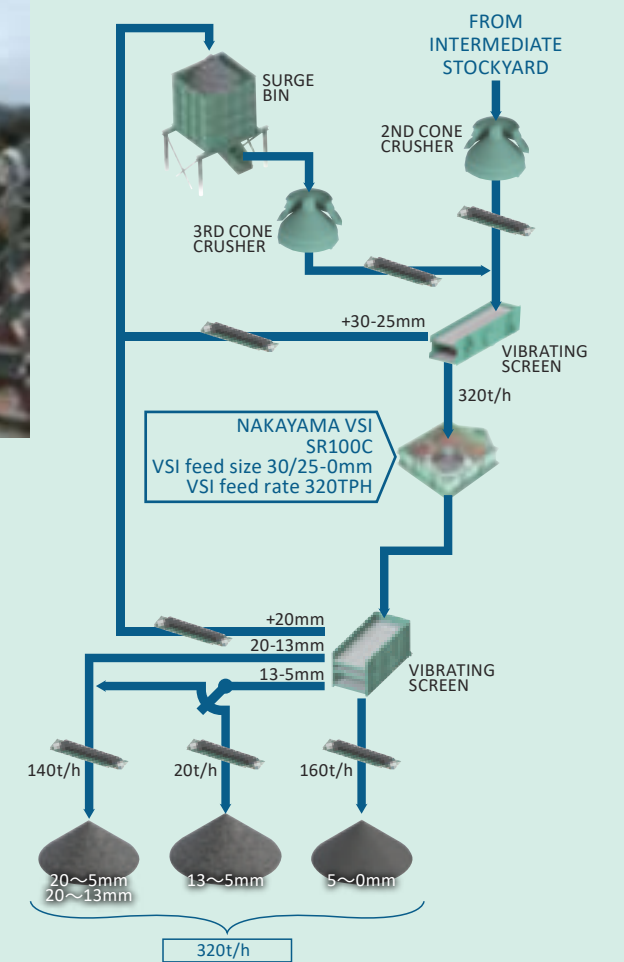 FROM
INTERMEDIATE
STOCKYARD
SURGE
BIN
2ND CONE
CRUSHER
3RD CONE
CRUSHER
+30-25mm
VIBRATING
SCREEN
320t/h
NAKAYAMA VSI
SR100C
VSI feed size 30/25-0mm
VSI feed rate 320TPH
+20mm
20-13mm
13-5mm
VIBRATING
SCREEN
140t/h
20t/h
160t/h
20～5mm
20～13mm
13～5mm
5～0mm
320t/h